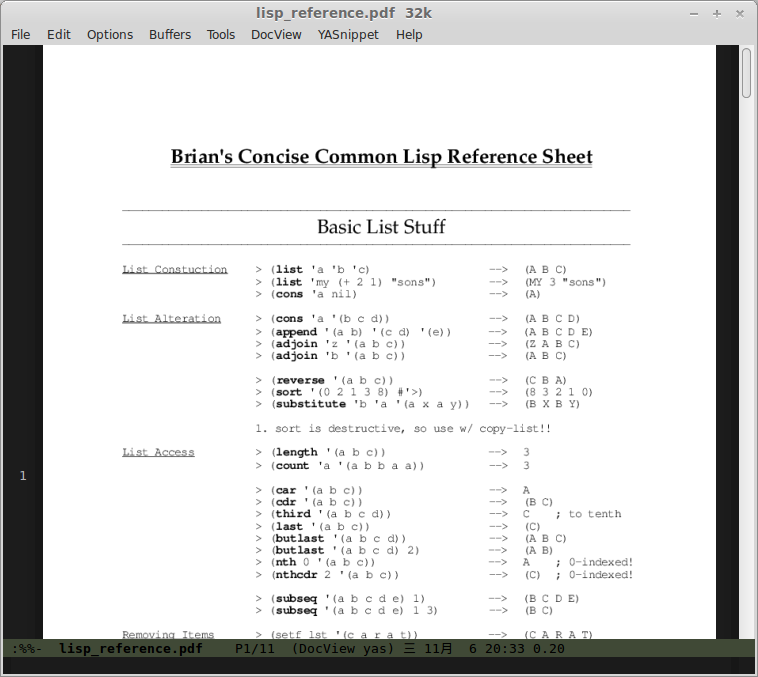 lisp_reference.pdf 32k
File Edit Options Buffers Tools DocView YASnippet Help
Brian's Concise Common Lisp Reference Sheet
Basic List Stuff
List Constuction > (list 'a 'b 'c) --> (A B C)
> (list 'my (+ 2 1) "sons") --> (MY 3 "sons")
> (cons 'a nil) --> (A)
List Alteration > (cons 'a '(b c d)) --> (A B C D)
> (append '(a b) '(c d) '(e)) --> (A B C D E)
> (adjoin 'z '(a b c)) --> (Z A B C)
> (adjoin 'b '(a b c)) --> (A B C)
> (reverse '(a b c)) --> (C B A)
> (sort '(0 2 1 3 8) #'>) --> (8 3 2 1 0)
> (substitute 'b 'a '(a x a y)) --> (B X B Y)
1. sort is destructive, so use w/ copy-list!!
List Access > (length '(a b c)) --> 3
> (count 'a '(a b b a a)) --> 3
1
> (car '(a b c)) --> A
> (cdr '(a b c)) --> (B C)
> (third '(a b c d)) --> C ; to tenth
> (last '(a b c)) --> (C)
> (butlast '(a b c d)) --> (A B C)
> (butlast '(a b c d) 2) --> (A B)
> (nth 0 '(a b c)) --> A ; 0-indexed!
> (nthcdr 2 '(a b c)) --> (C) ; 0-indexed!
> (subseq '(a b c d e) 1) --> (B C D E)
> (subseq '(a b c d e) 1 3) --> (B C)
Removing Items > (setf lst '(c a r a t)) --> (C A R A T)
:%%- lisp_reference.pdf P1/11 (DocView yas) 三 11月 6 20:33 0.20